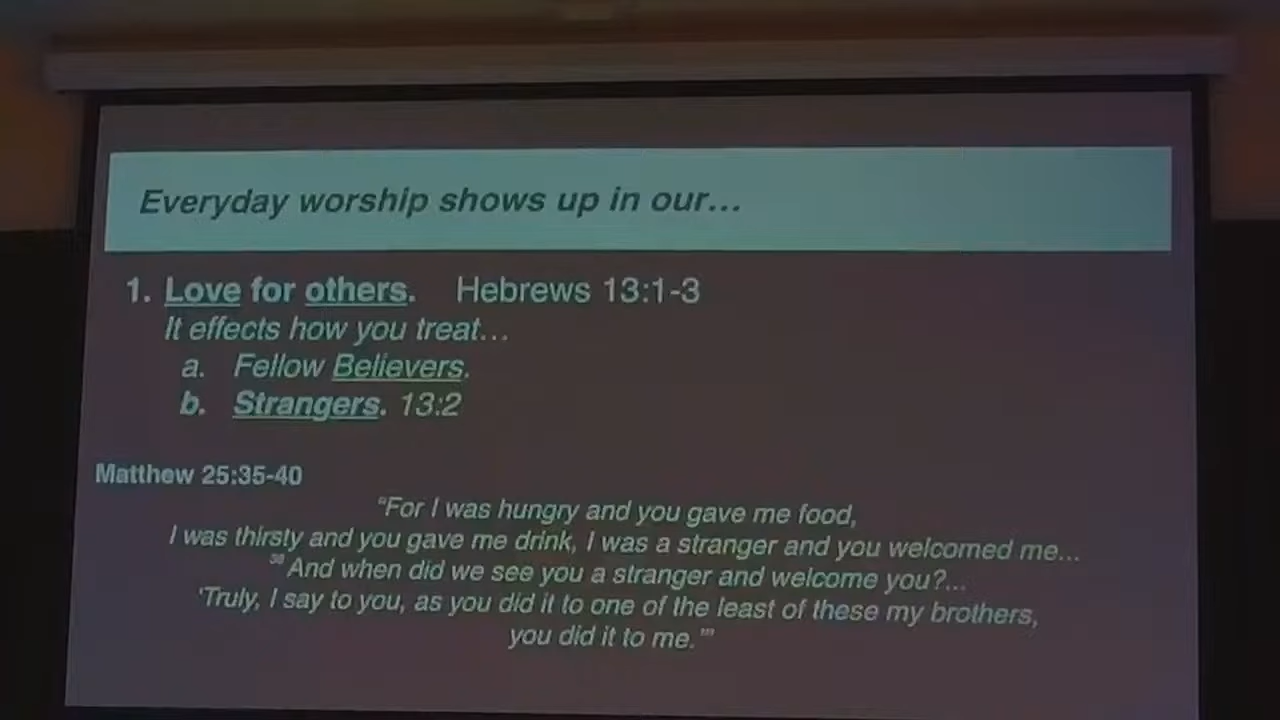 Everyday worship shows up in our...
1. Love for others. Hebrews 13:1-3
It effects how you treat...
a. Fellow Believers.
b. Strangers. 13:2
Matthew 25:35-40
"For I was hungry and you gave me food,
I was thirsty and you gave me drink, I was a stranger and you welcomed me...
38 And when did we see you a stranger and welcome you?...
'Truly, I say to you, as you did it to one of the least of these my brothers,
you did it to me.'"